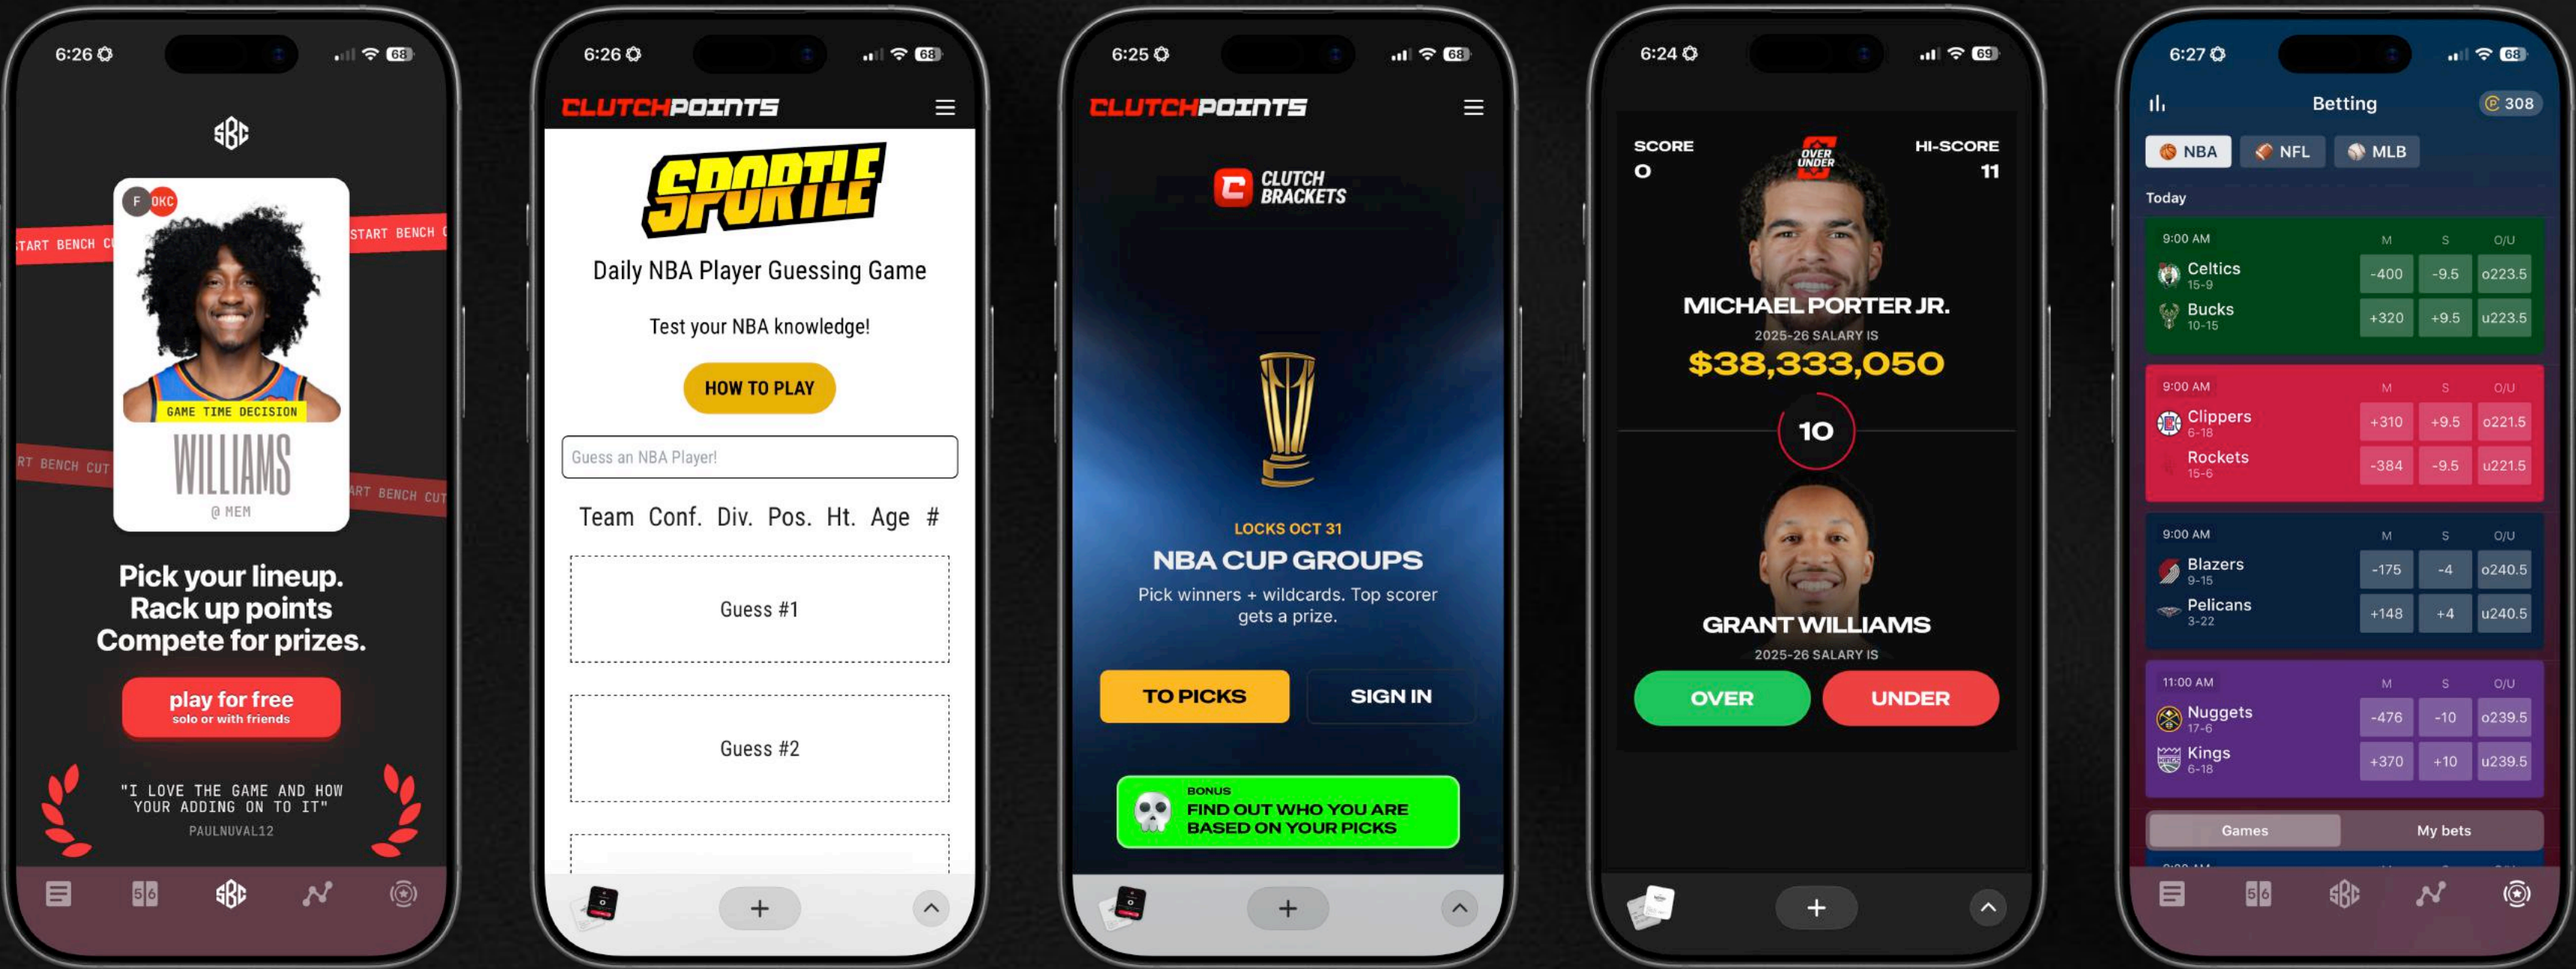 6:26
68
SBC
F OKC
START BENCH CU
START BENCH C
GAME TIME DECISION
WILLIAMS
@ MEM
RT BENCH CUT
ART BENCH CUT
Pick your lineup.
Rack up points
Compete for prizes.
play for free
solo or with friends
"I LOVE THE GAME AND HOW
YOUR ADDING ON TO IT"
PAULNUVAL12
5 6
SBC
6:26
68
CLUTCHPOINTS
SPORTLE
Daily NBA Player Guessing Game
Test your NBA knowledge!
HOW TO PLAY
Guess an NBA Player!
Team Conf. Div. Pos. Ht. Age #
Guess #1
Guess #2
6:25
68
CLUTCHPOINTS
CLUTCH
BRACKETS
LOCKS OCT 31
NBA CUP GROUPS
Pick winners + wildcards. Top scorer
gets a prize.
TO PICKS
SIGN IN
BONUS
FIND OUT WHO YOU ARE
BASED ON YOUR PICKS
6:24
69
SCORE
0
OVER
UNDER
HI-SCORE
11
MICHAEL PORTER JR.
2025-26 SALARY IS
$38,333,050
10
GRANT WILLIAMS
2025-26 SALARY IS
OVER
UNDER
6:27
68
Betting
P 308
NBA
NFL
MLB
Today
9:00 AM M S O/U
Celtics -400 -9.5 o223.5
15-9
Bucks +320 +9.5 u223.5
10-15
9:00 AM M S O/U
Clippers +310 +9.5 o221.5
6-18
Rockets -384 -9.5 u221.5
15-6
9:00 AM M S O/U
Blazers -175 -4 o240.5
9-15
Pelicans +148 +4 u240.5
3-22
11:00 AM M S O/U
Nuggets -476 -10 o239.5
17-6
Kings +370 +10 u239.5
6-18
Games
My bets
5 6
SBC